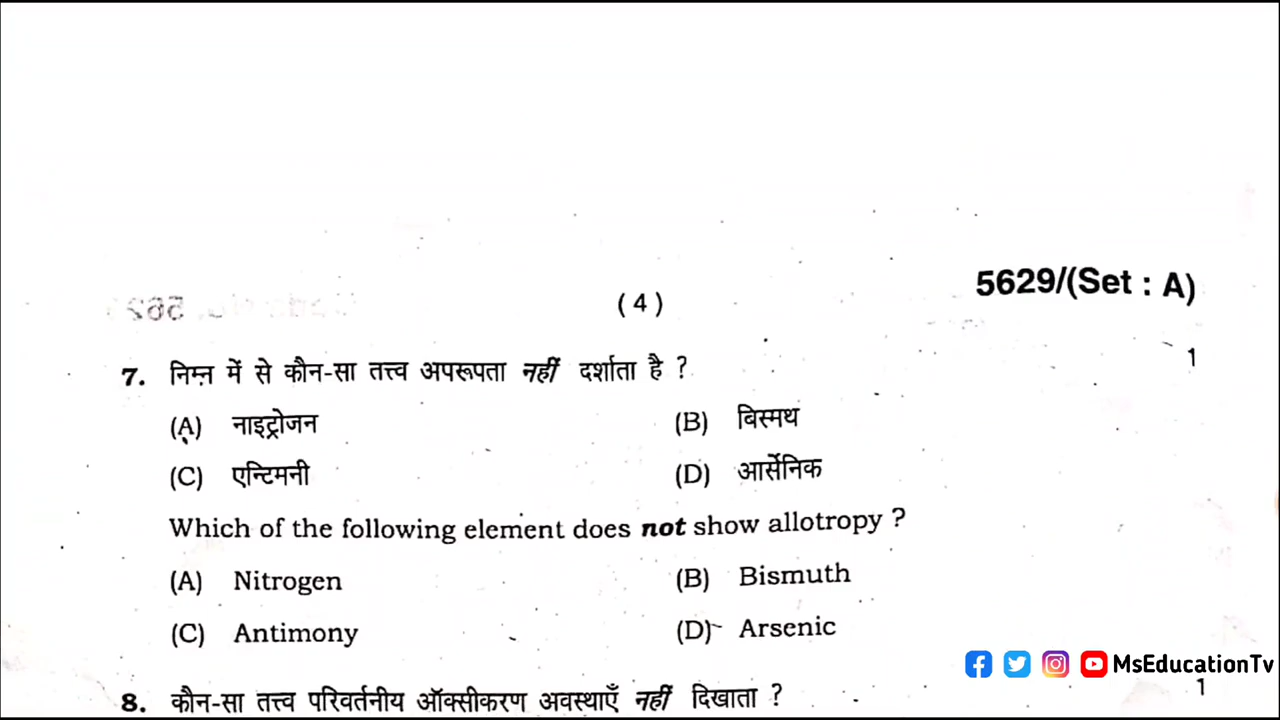 5629/(Set : A)
( 4 )
7. निम्न में से कौन-सा तत्त्व अपरूपता नहीं दर्शाता है ? 1
(A) नाइट्रोजन (B) बिस्मथ
(C) एन्टिमनी (D) आर्सेनिक
Which of the following element does not show allotropy ?
(A) Nitrogen (B) Bismuth
(C) Antimony (D) Arsenic
MsEducationTv
8. कौन-सा तत्त्व परिवर्तनीय ऑक्सीकरण अवस्थाएँ नहीं दिखाता ? 1